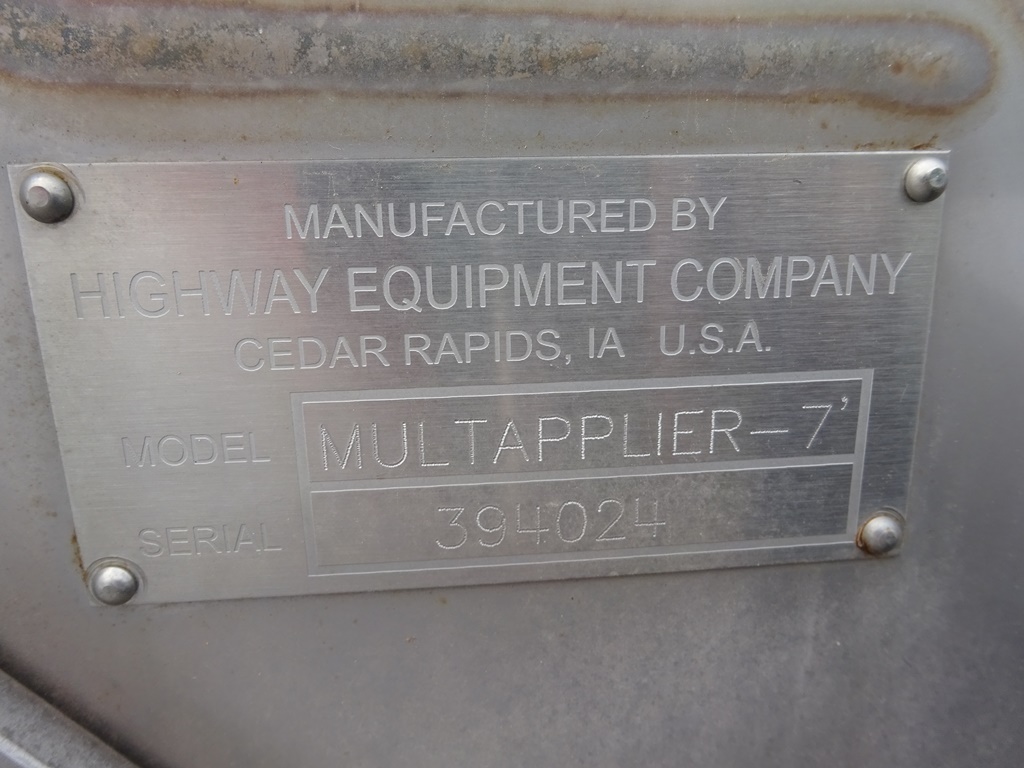 MANUFACTURED BY
HIGHWAY EQUIPMENT COMPANY
CEDAR RAPIDS, IA U.S.A.
MODEL MULTAPPLIER-7'
SERIAL 394024